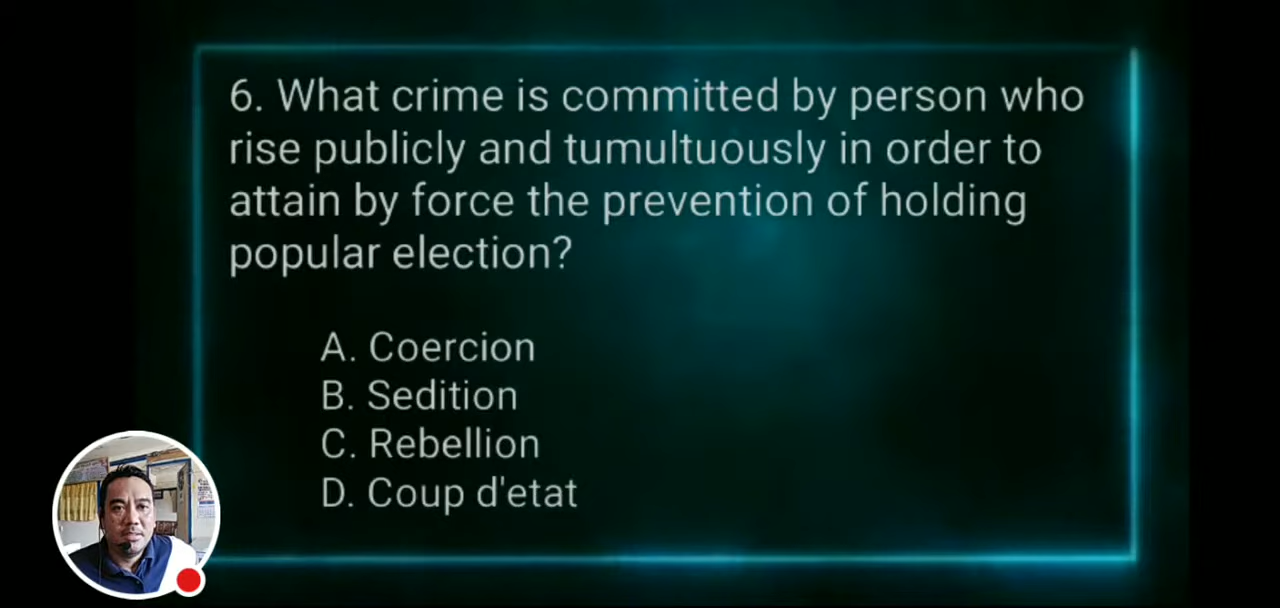 6. What crime is committed by person who
rise publicly and tumultuously in order to
attain by force the prevention of holding
popular election?
A. Coercion
B. Sedition
C. Rebellion
D. Coup d'etat